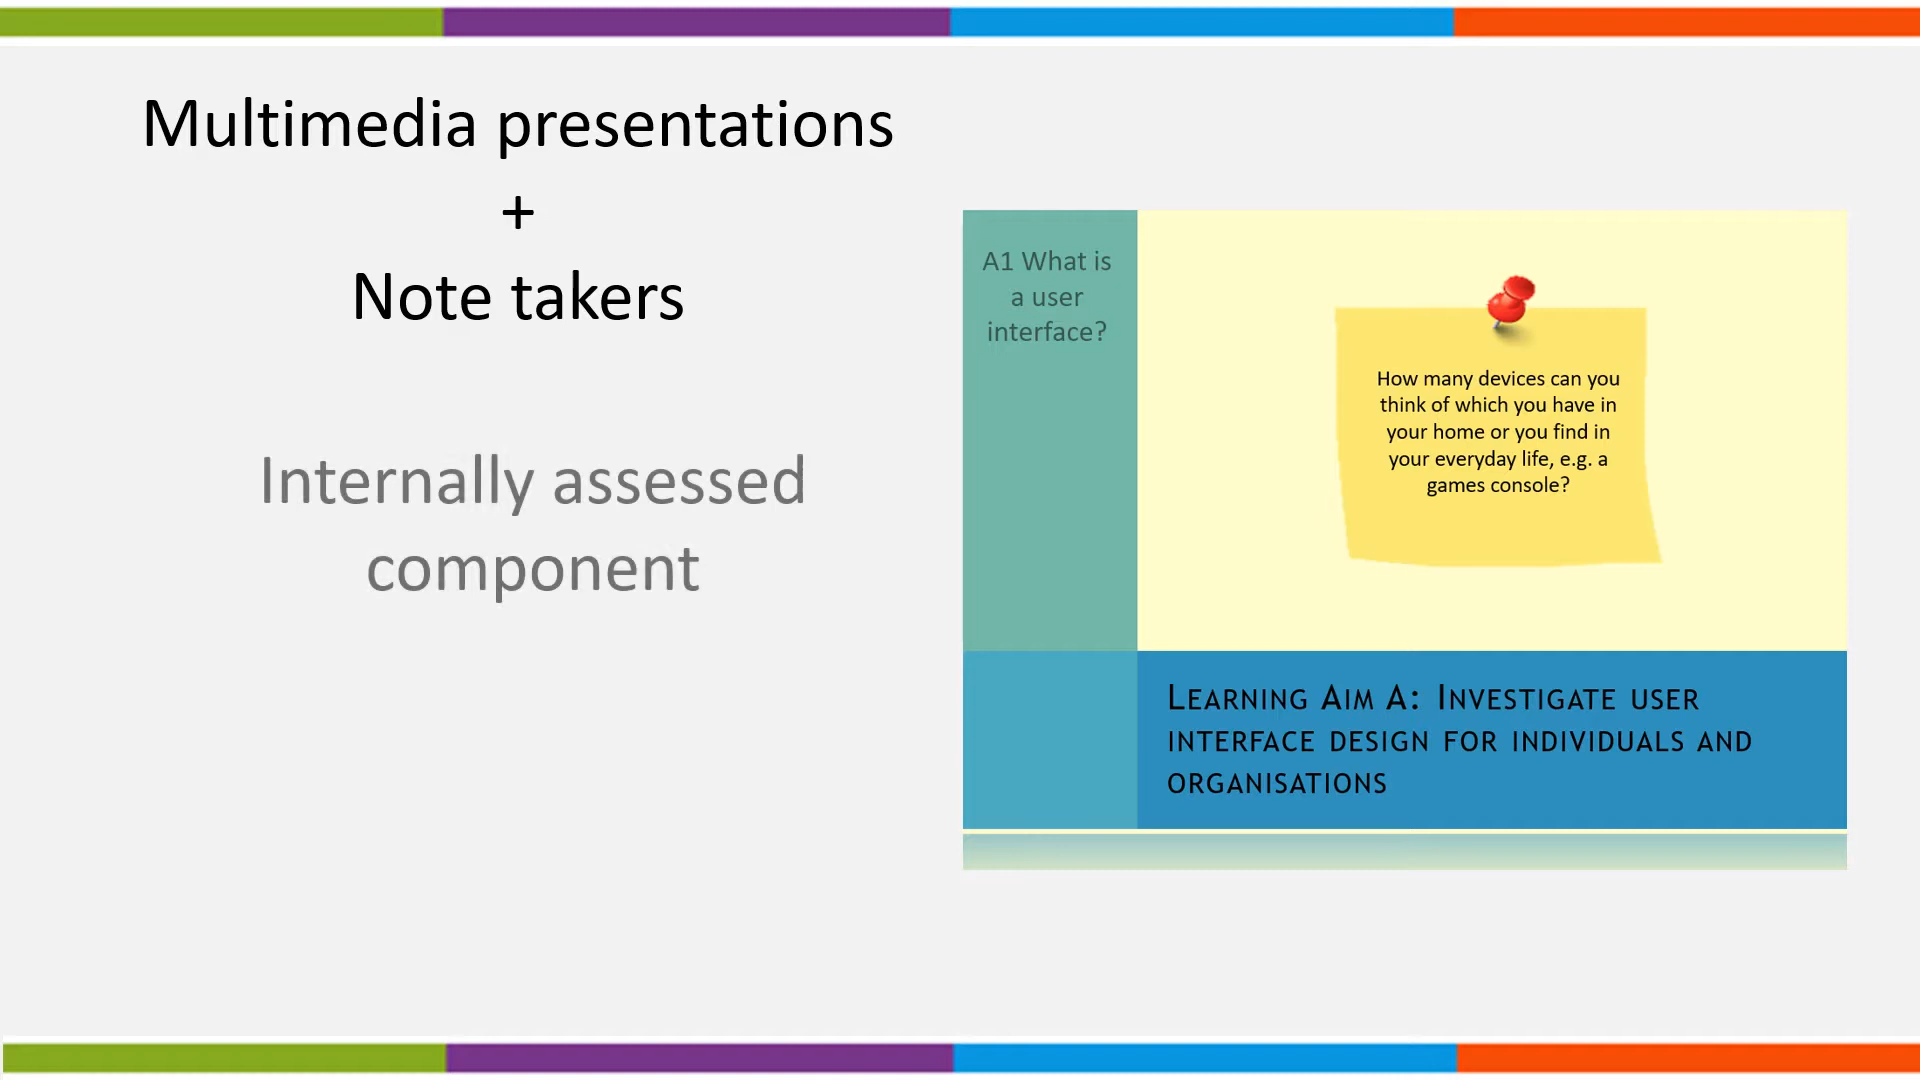 Multimedia presentations
+
Note takers
Internally assessed
component
A1 What is
a user
interface?
How many devices can you
think of which you have in
your home or you find in
your everyday life, e.g. a
games console?
Learning Aim A: Investigate user
interface design for individuals and
organisations